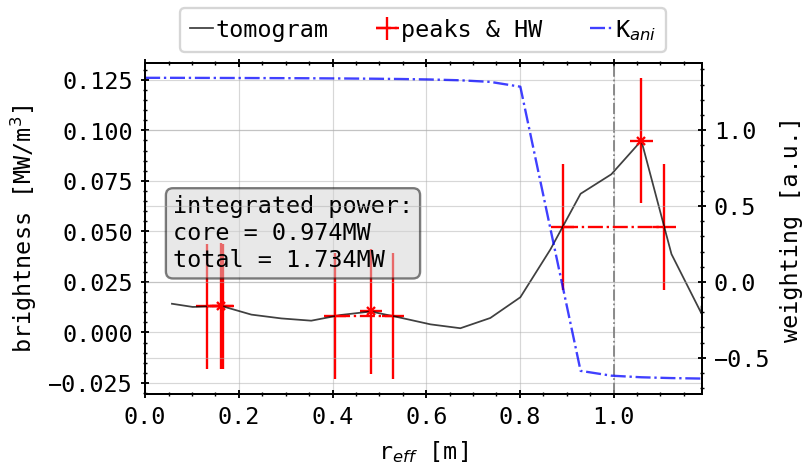 tomogram peaks & HW K_ani
0.125
0.100
0.075
0.050
0.025
0.000
−0.025
brightness [MW/m³]
integrated power:
core = 0.974MW
total = 1.734MW
1.0
0.5
0.0
−0.5
weighting [a.u.]
0.0 0.2 0.4 0.6 0.8 1.0
r_eff [m]